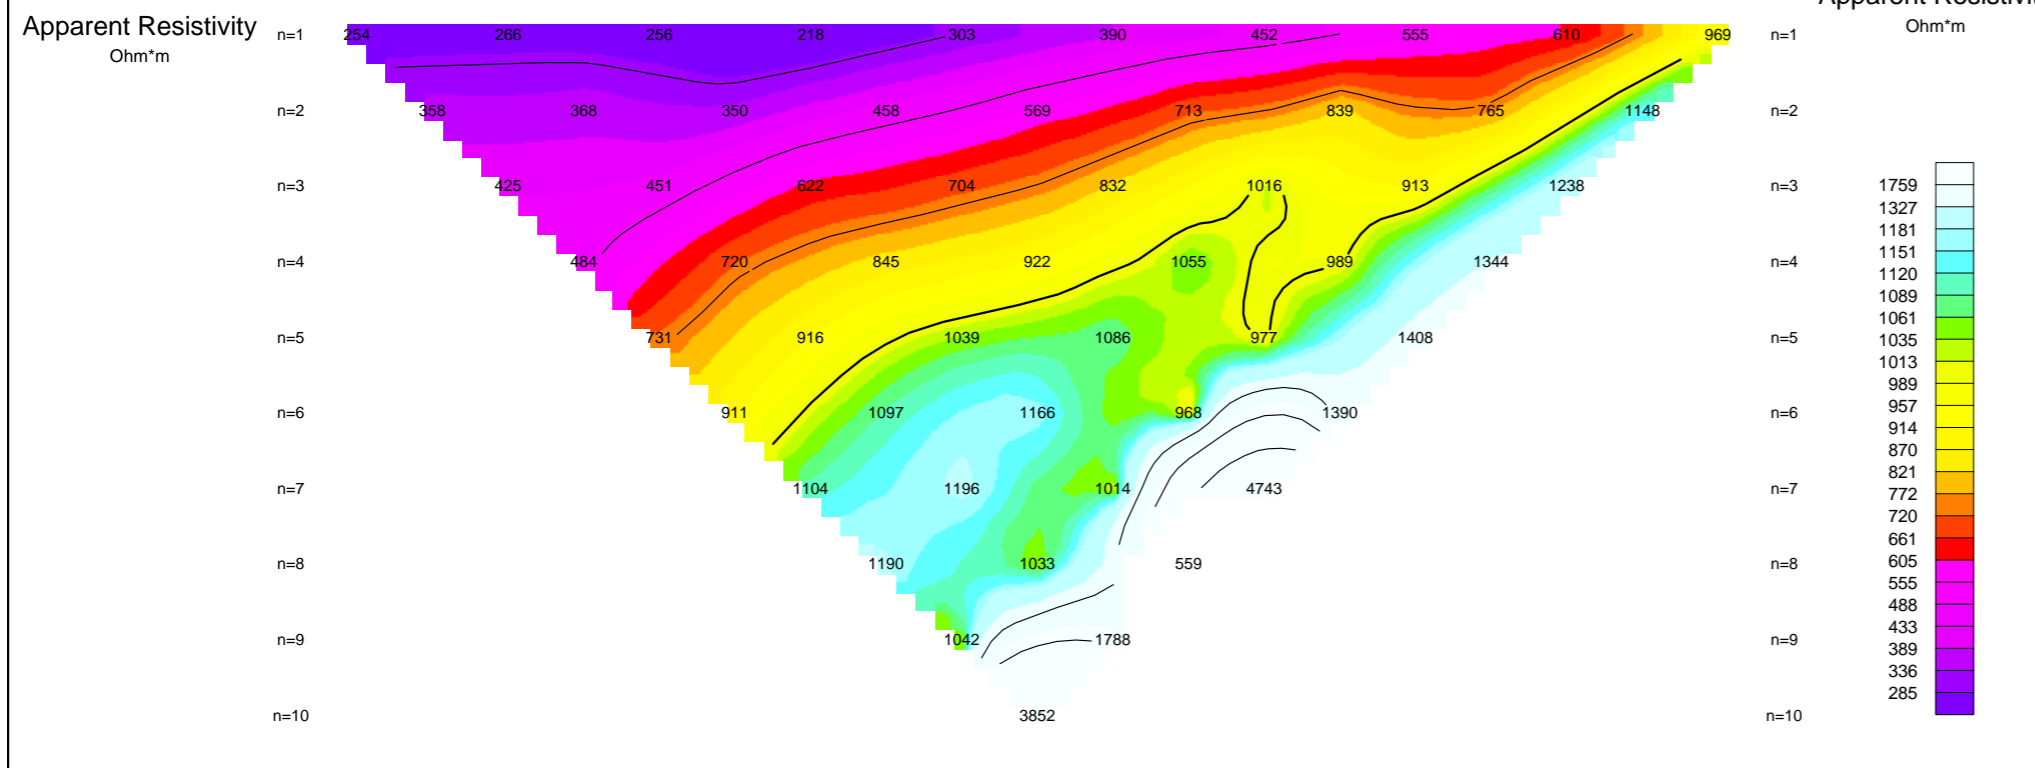 Apparent Resistivity
Ohm*m
n=1 254 266 256 218 303 390 452 555 610 969 n=1
n=2 358 368 350 458 569 713 839 765 1148 n=2
n=3 425 451 622 704 832 1016 913 1238 n=3
n=4 484 720 845 922 1055 989 1344 n=4
n=5 731 916 1039 1086 977 1408 n=5
n=6 911 1097 1166 968 1390 n=6
n=7 1104 1196 1014 4743 n=7
n=8 1190 1033 559 n=8
n=9 1042 1788 n=9
n=10 3852 n=10
Ohm*m
1759
1327
1181
1151
1120
1089
1061
1035
1013
989
957
914
870
821
772
720
661
605
555
488
433
389
336
285